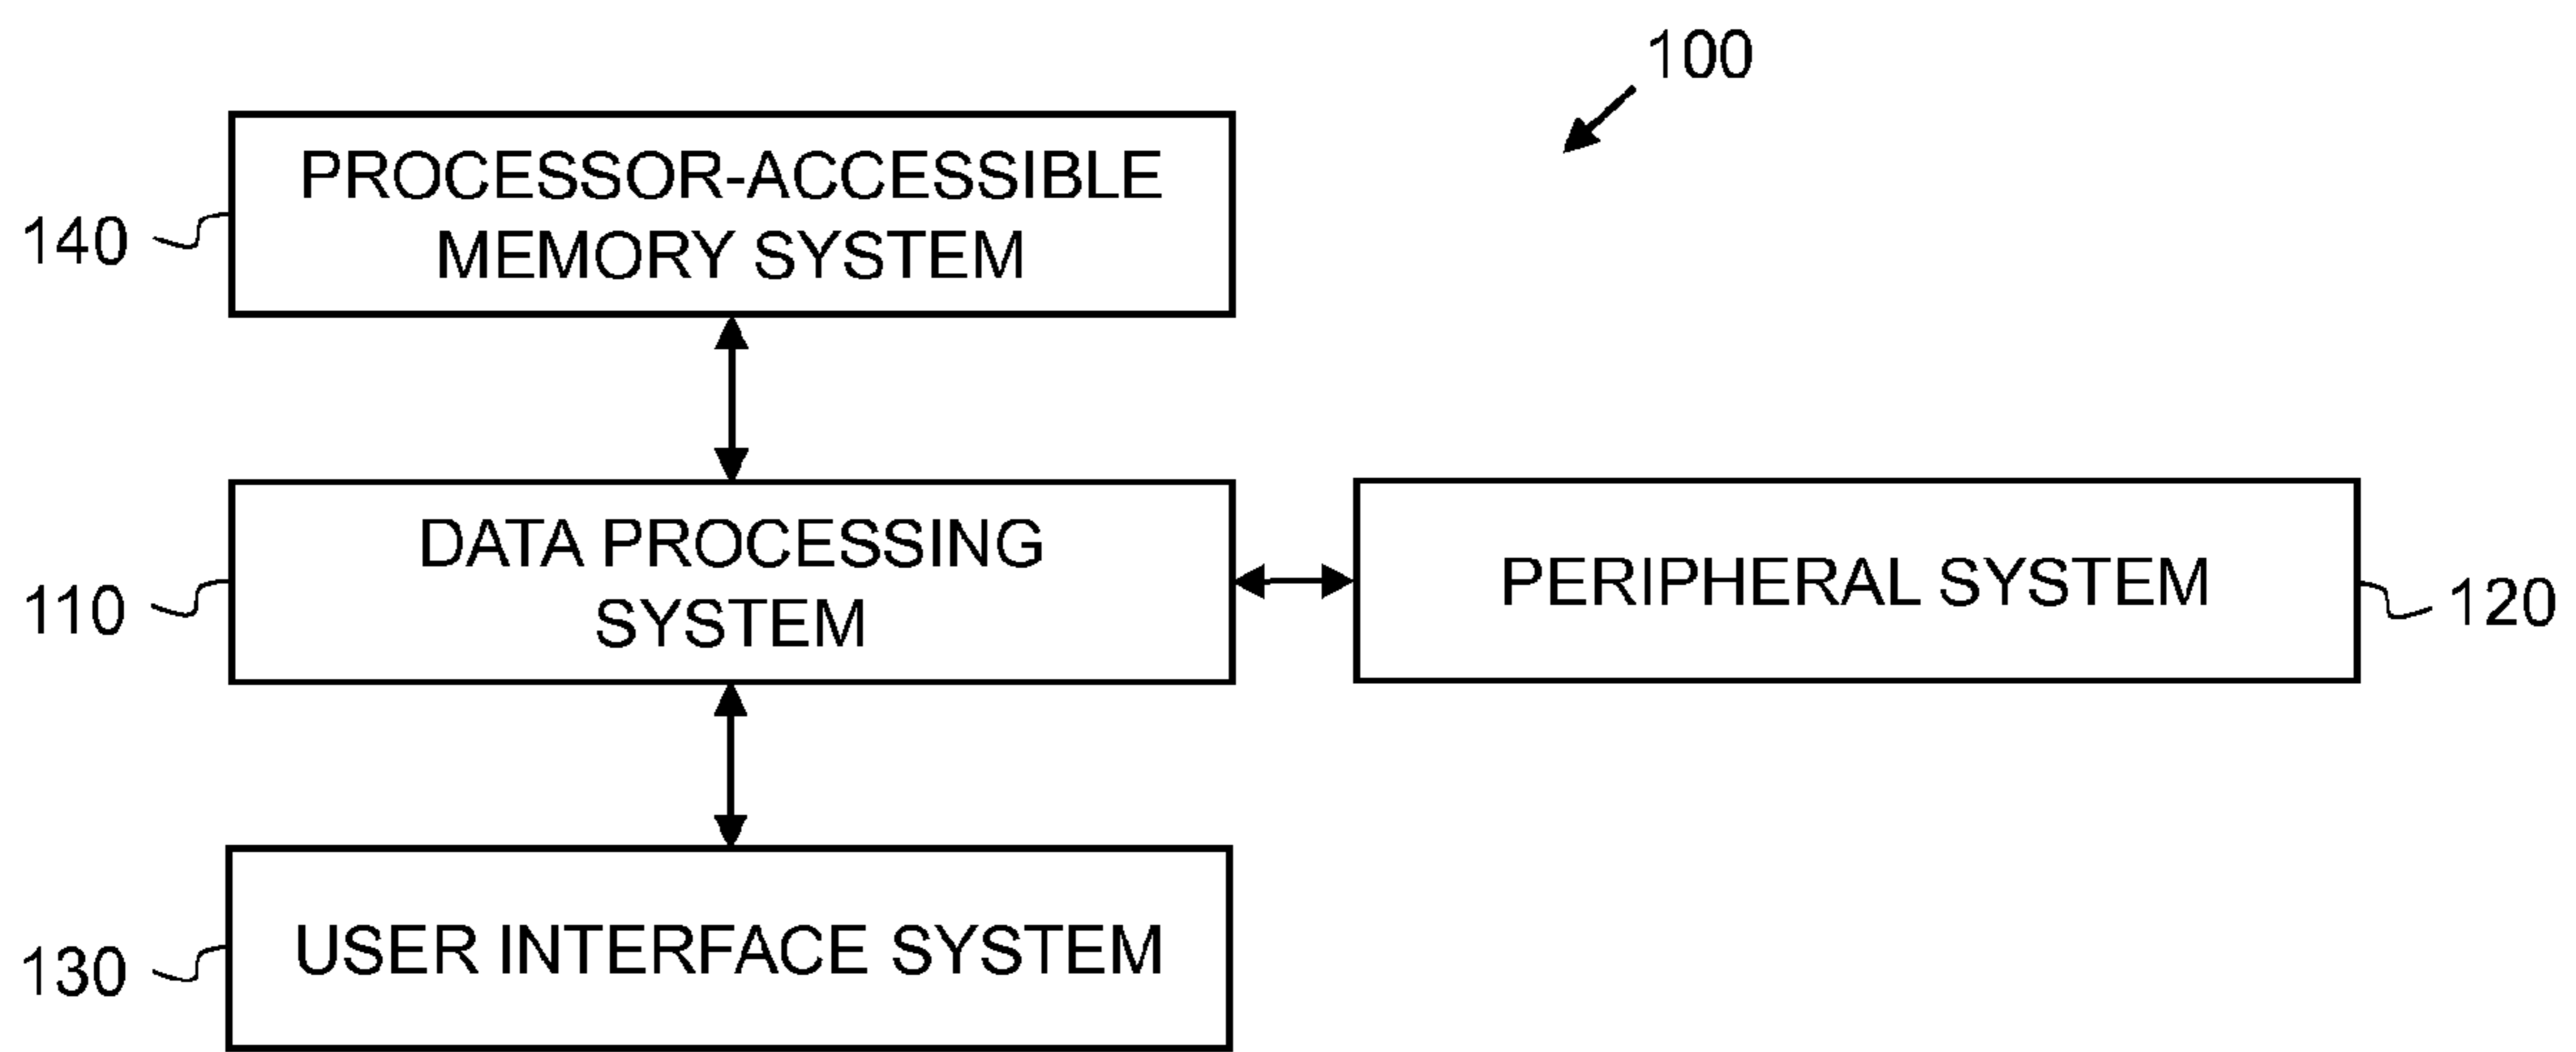 100
PROCESSOR-ACCESSIBLE
MEMORY SYSTEM
140
DATA PROCESSING
SYSTEM
110
PERIPHERAL SYSTEM
120
USER INTERFACE SYSTEM
130